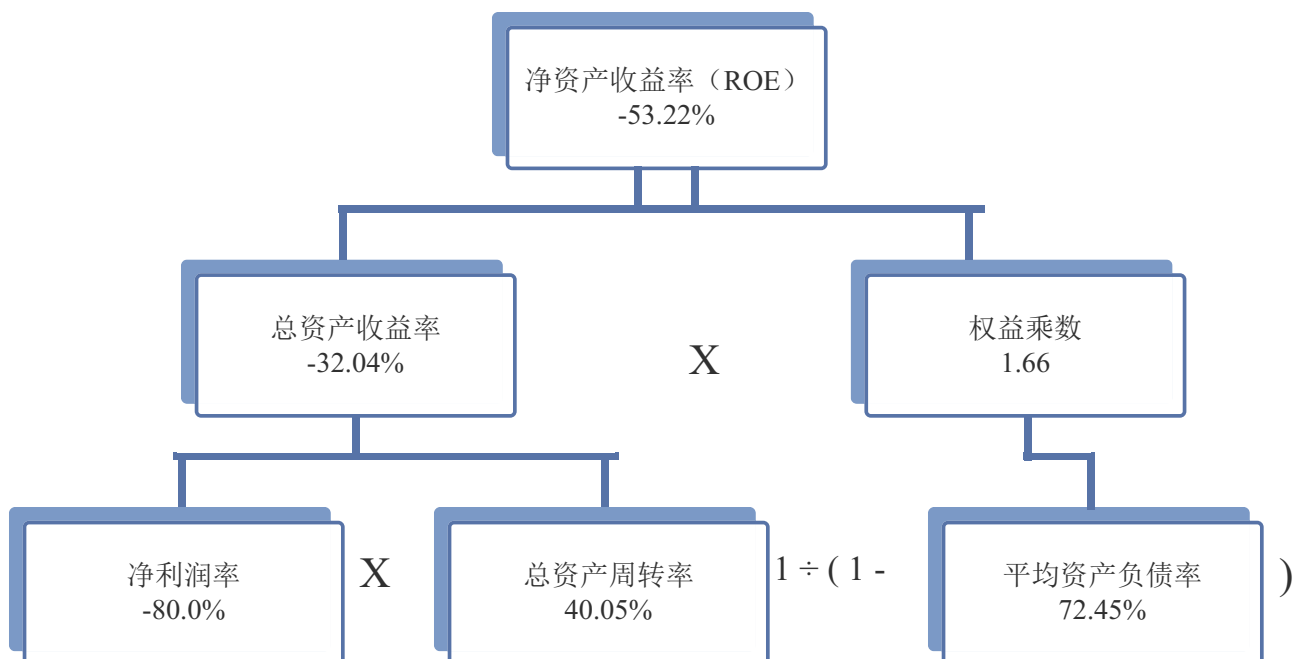 净资产收益率（ROE）
-53.22%
总资产收益率
-32.04%
X
权益乘数
1.66
净利润率
-80.0%
X
总资产周转率
40.05%
1 ÷ ( 1 -
平均资产负债率
72.45%
)